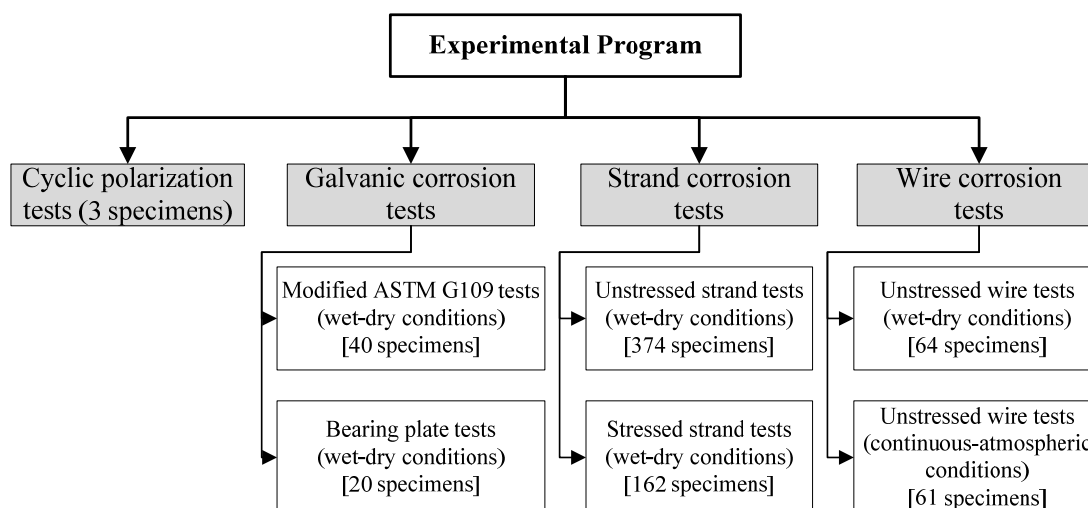 Experimental Program
Cyclic polarization
tests (3 specimens)
Galvanic corrosion
tests
Strand corrosion
tests
Wire corrosion
tests
Modified ASTM G109 tests
(wet-dry conditions)
[40 specimens]
Unstressed strand tests
(wet-dry conditions)
[374 specimens]
Unstressed wire tests
(wet-dry conditions)
[64 specimens]
Bearing plate tests
(wet-dry conditions)
[20 specimens]
Stressed strand tests
(wet-dry conditions)
[162 specimens]
Unstressed wire tests
(continuous-atmospheric
conditions)
[61 specimens]